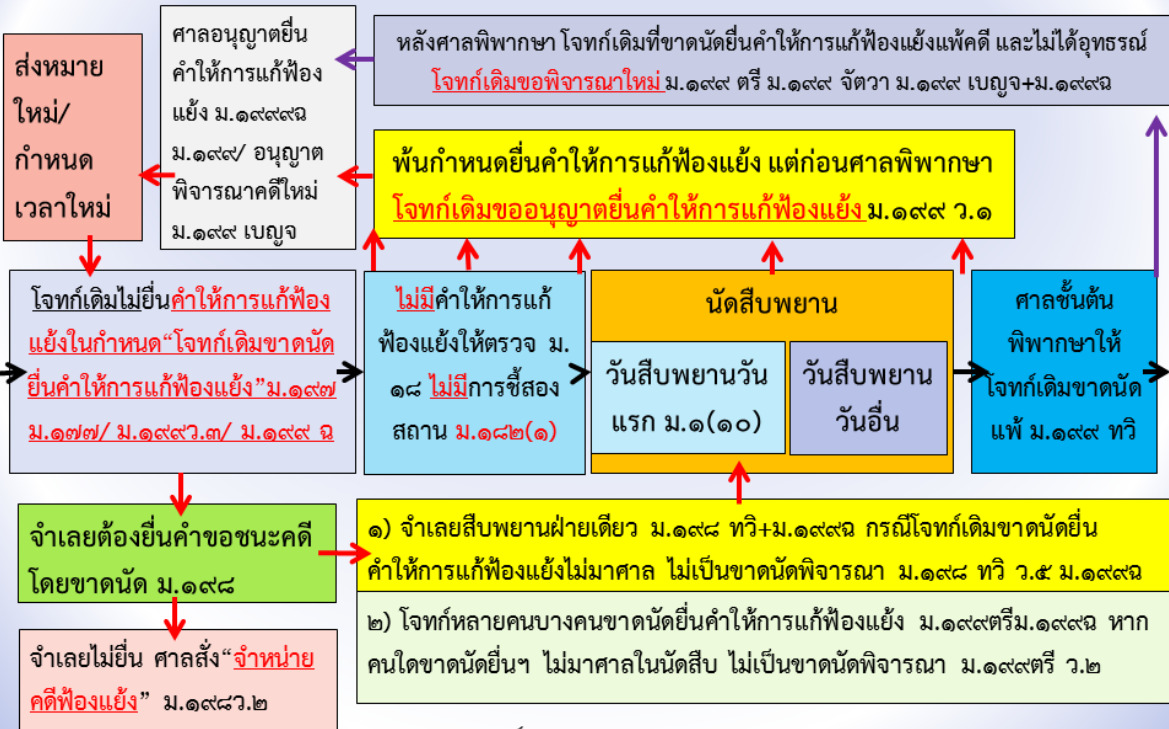 ส่งหมาย
ใหม่/
กำหนด
เวลาใหม่
ศาลอนุญาตยื่น
คำให้การแก้ฟ้อง
แย้ง ม.๑๙๙๙ฉ
ม.๑๙๙/ อนุญาต
พิจารณาคดีใหม่
ม.๑๙๙ เบญจ
หลังศาลพิพากษา โจทก์เดิมที่ขาดนัดยื่นคำให้การแก้ฟ้องแย้งแพ้คดี และไม่ได้อุทธรณ์
โจทก์เดิมขอพิจารณาใหม่ ม.๑๙๙ ตรี ม.๑๙๙ จัตวา ม.๑๙๙ เบญจ+ม.๑๙๙ฉ
พ้นกำหนดยื่นคำให้การแก้ฟ้องแย้ง แต่ก่อนศาลพิพากษา
โจทก์เดิมขออนุญาตยื่นคำให้การแก้ฟ้องแย้ง ม.๑๙๙ ว.๑
โจทก์เดิมไม่ยื่นคำให้การแก้ฟ้อง
แย้งในกำหนด“โจทก์เดิมขาดนัด
ยื่นคำให้การแก้ฟ้องแย้ง”ม.๑๙๗
ม.๑๗๗/ ม.๑๙๙ว.๓/ ม.๑๙๙ ฉ
ไม่มีคำให้การแก้
ฟ้องแย้งให้ตรวจ ม.
๑๘ ไม่มีการชี้สอง
สถาน ม.๑๘๒(๑)
นัดสืบพยาน
วันสืบพยานวัน
แรก ม.๑(๑๐)
วันสืบพยาน
วันอื่น
ศาลชั้นต้น
พิพากษาให้
โจทก์เดิมขาดนัด
แพ้ ม.๑๙๙ ทวิ
จำเลยต้องยื่นคำขอชนะคดี
โดยขาดนัด ม.๑๙๘
๑) จำเลยสืบพยานฝ่ายเดียว ม.๑๙๘ ทวิ+ม.๑๙๙ฉ กรณีโจทก์เดิมขาดนัดยื่น
คำให้การแก้ฟ้องแย้งไม่มาศาล ไม่เป็นขาดนัดพิจารณา ม.๑๙๘ ทวิ ว.๕ ม.๑๙๙ฉ
๒) โจทก์หลายคนบางคนขาดนัดยื่นคำให้การแก้ฟ้องแย้ง ม.๑๙๙ตรีม.๑๙๙ฉ หาก
คนใดขาดนัดยื่นฯ ไม่มาศาลในนัดสืบ ไม่เป็นขาดนัดพิจารณา ม.๑๙๙ตรี ว.๒
จำเลยไม่ยื่น ศาลสั่ง“จำหน่าย
คดีฟ้องแย้ง” ม.๑๙๘ว.๒